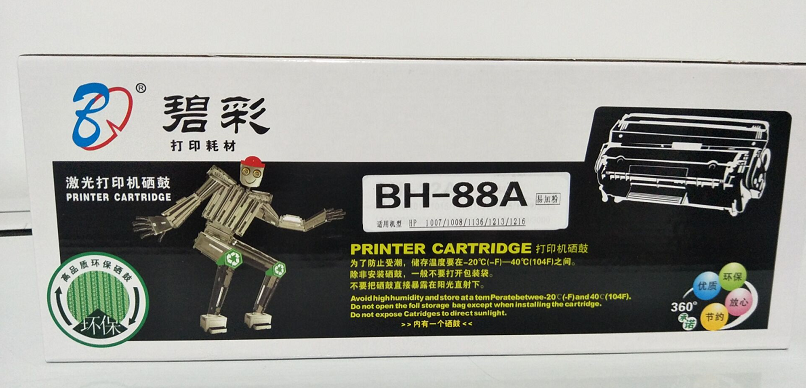 ®
碧彩
打印耗材
激光打印机硒鼓
PRINTER CARTRIDGE
高品质环保硒鼓
环保
BH-88A
易加粉
适用机型 HP 1007/1008/1136/1213/1216
PRINTER CARTRIDGE 打印机硒鼓
为了防止受潮，储存温度要在-20℃(-F)—40℃(104F)之间。
除非安装硒鼓，一般不要打开包装袋。
不要把硒鼓直接暴露在阳光直射下。
Avoid high humidity and store at a tem Peratebetwee-20℃(-F)and 40℃(104F).
Do not open the foil storage bag except when installing the cartridge.
Do not expose Catridges to direct sunlight.
>>内有一个硒鼓<<
优质
环保
放心
节约
360°
承诺